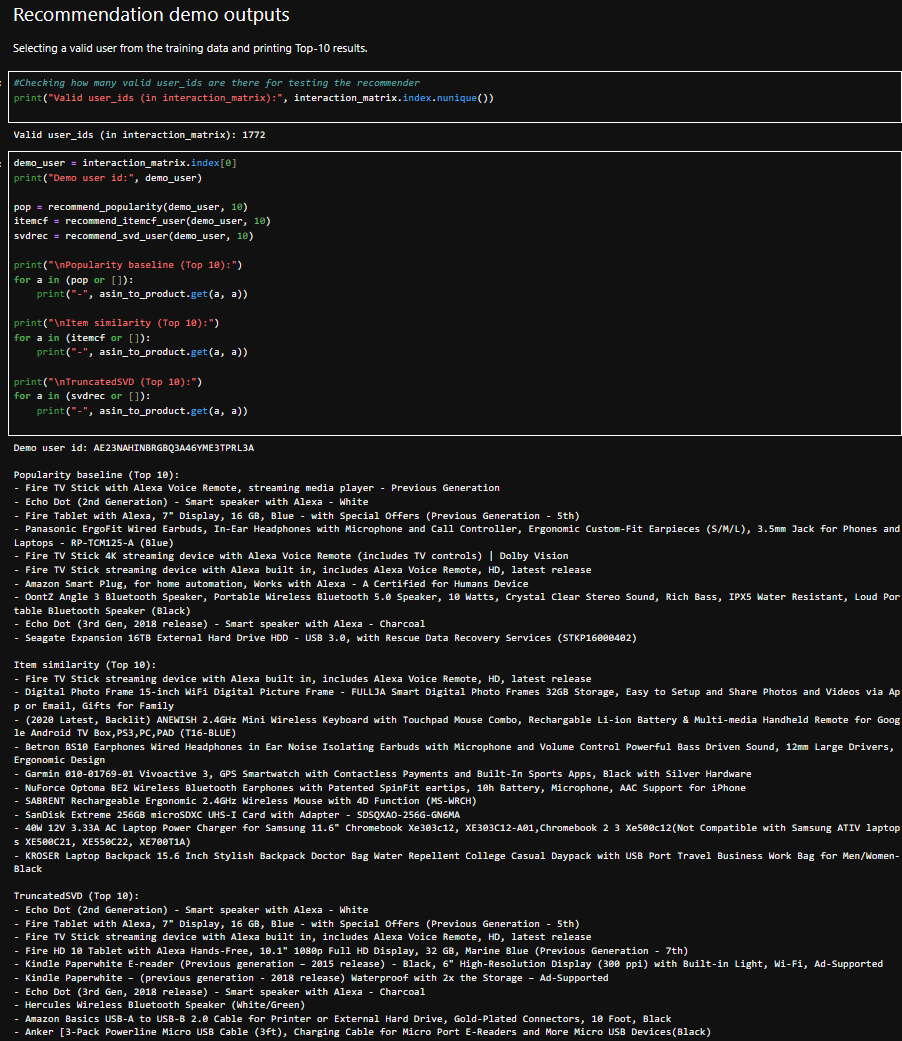 Recommendation demo outputs
Selecting a valid user from the training data and printing Top-10 results.
#Checking how many valid user_ids are there for testing the recommender
print("Valid user_ids (in interaction_matrix):", interaction_matrix.index.nunique())
Valid user_ids (in interaction_matrix): 1772
demo_user = interaction_matrix.index[0]
print("Demo user id:", demo_user)
pop = recommend_popularity(demo_user, 10)
itemcf = recommend_itemcf_user(demo_user, 10)
svdrec = recommend_svd_user(demo_user, 10)
print("\nPopularity baseline (Top 10):")
for a in (pop or []):
    print("-", asin_to_product.get(a, a))
print("\nItem similarity (Top 10):")
for a in (itemcf or []):
    print("-", asin_to_product.get(a, a))
print("\nTruncatedSVD (Top 10):")
for a in (svdrec or []):
    print("-", asin_to_product.get(a, a))
Demo user id: AE23NAHINBRGBQ3A46YME3TPRL3A
Popularity baseline (Top 10):
- Fire TV Stick with Alexa Voice Remote, streaming media player - Previous Generation
- Echo Dot (2nd Generation) - Smart speaker with Alexa - White
- Fire Tablet with Alexa, 7" Display, 16 GB, Blue - with Special Offers (Previous Generation - 5th)
- Panasonic ErgoFit Wired Earbuds, In-Ear Headphones with Microphone and Call Controller, Ergonomic Custom-Fit Earpieces (S/M/L), 3.5mm Jack for Phones and
Laptops - RP-TCM125-A (Blue)
- Fire TV Stick 4K streaming device with Alexa Voice Remote (includes TV controls) | Dolby Vision
- Fire TV Stick streaming device with Alexa built in, includes Alexa Voice Remote, HD, latest release
- Amazon Smart Plug, for home automation, Works with Alexa - A Certified for Humans Device
- OontZ Angle 3 Bluetooth Speaker, Portable Wireless Bluetooth 5.0 Speaker, 10 Watts, Crystal Clear Stereo Sound, Rich Bass, IPX5 Water Resistant, Loud Por
table Bluetooth Speaker (Black)
- Echo Dot (3rd Gen, 2018 release) - Smart speaker with Alexa - Charcoal
- Seagate Expansion 16TB External Hard Drive HDD - USB 3.0, with Rescue Data Recovery Services (STKP16000402)
Item similarity (Top 10):
- Fire TV Stick streaming device with Alexa built in, includes Alexa Voice Remote, HD, latest release
- Digital Photo Frame 15-inch WiFi Digital Picture Frame - FULLJA Smart Digital Photo Frames 32GB Storage, Easy to Setup and Share Photos and Videos via Ap
p or Email, Gifts for Family
- (2020 Latest, Backlit) ANEWISH 2.4GHz Mini Wireless Keyboard with Touchpad Mouse Combo, Rechargable Li-ion Battery & Multi-media Handheld Remote for Goog
le Android TV Box,PS3,PC,PAD (T16-BLUE)
- Betron BS10 Earphones Wired Headphones in Ear Noise Isolating Earbuds with Microphone and Volume Control Powerful Bass Driven Sound, 12mm Large Drivers,
Ergonomic Design
- Garmin 010-01769-01 Vivoactive 3, GPS Smartwatch with Contactless Payments and Built-In Sports Apps, Black with Silver Hardware
- NuForce Optoma BE2 Wireless Bluetooth Earphones with Patented SpinFit eartips, 10h Battery, Microphone, AAC Support for iPhone
- SABRENT Rechargeable Ergonomic 2.4GHz Wireless Mouse with 4D Function (MS-WRCH)
- SanDisk Extreme 256GB microSDXC UHS-I Card with Adapter - SDSQXAO-256G-GN6MA
- 40W 12V 3.33A AC Laptop Power Charger for Samsung 11.6" Chromebook Xe303c12, XE303C12-A01,Chromebook 2 3 Xe500c12(Not Compatible with Samsung ATIV laptop
s XE500C21, XE550C22, XE700T1A)
- KROSER Laptop Backpack 15.6 Inch Stylish Backpack Doctor Bag Water Repellent College Casual Daypack with USB Port Travel Business Work Bag for Men/Women-
Black
TruncatedSVD (Top 10):
- Echo Dot (2nd Generation) - Smart speaker with Alexa - White
- Fire Tablet with Alexa, 7" Display, 16 GB, Blue - with Special Offers (Previous Generation - 5th)
- Fire TV Stick streaming device with Alexa built in, includes Alexa Voice Remote, HD, latest release
- Fire HD 10 Tablet with Alexa Hands-Free, 10.1" 1080p Full HD Display, 32 GB, Marine Blue (Previous Generation - 7th)
- Kindle Paperwhite E-reader (Previous generation – 2015 release) - Black, 6" High-Resolution Display (300 ppi) with Built-in Light, Wi-Fi, Ad-Supported
- Kindle Paperwhite – (previous generation - 2018 release) Waterproof with 2x the Storage – Ad-Supported
- Echo Dot (3rd Gen, 2018 release) - Smart speaker with Alexa - Charcoal
- Hercules Wireless Bluetooth Speaker (White/Green)
- Amazon Basics USB-A to USB-B 2.0 Cable for Printer or External Hard Drive, Gold-Plated Connectors, 10 Foot, Black
- Anker [3-Pack Powerline Micro USB Cable (3ft), Charging Cable for Micro Port E-Readers and More Micro USB Devices(Black)